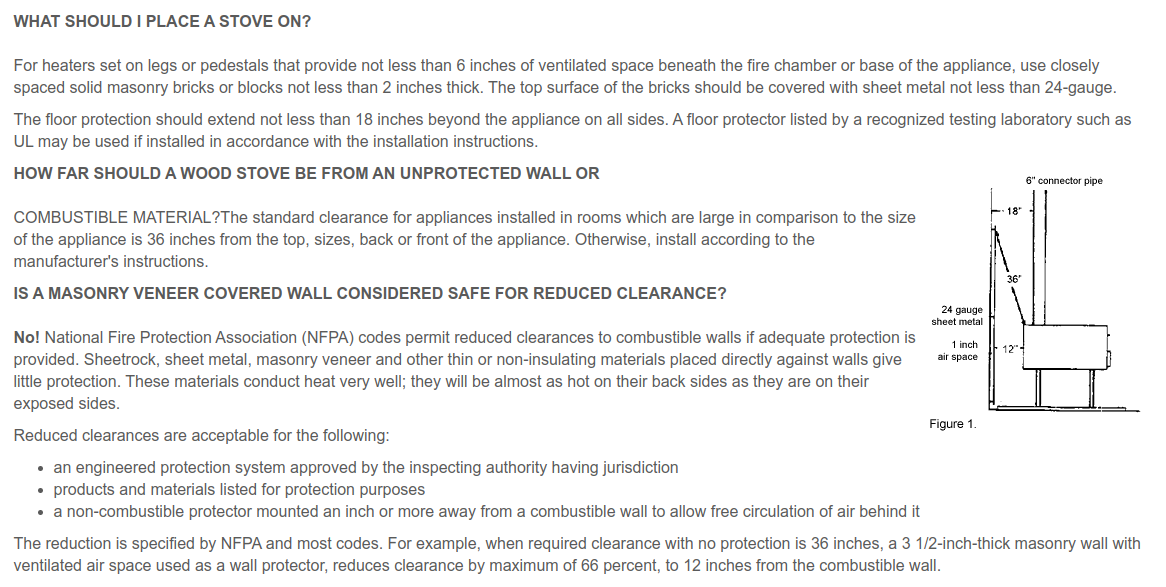 WHAT SHOULD I PLACE A STOVE ON?
For heaters set on legs or pedestals that provide not less than 6 inches of ventilated space beneath the fire chamber or base of the appliance, use closely
spaced solid masonry bricks or blocks not less than 2 inches thick. The top surface of the bricks should be covered with sheet metal not less than 24-gauge.
The floor protection should extend not less than 18 inches beyond the appliance on all sides. A floor protector listed by a recognized testing laboratory such as
UL may be used if installed in accordance with the installation instructions.
HOW FAR SHOULD A WOOD STOVE BE FROM AN UNPROTECTED WALL OR
COMBUSTIBLE MATERIAL?The standard clearance for appliances installed in rooms which are large in comparison to the size
of the appliance is 36 inches from the top, sizes, back or front of the appliance. Otherwise, install according to the
manufacturer's instructions.
IS A MASONRY VENEER COVERED WALL CONSIDERED SAFE FOR REDUCED CLEARANCE?
No! National Fire Protection Association (NFPA) codes permit reduced clearances to combustible walls if adequate protection is
provided. Sheetrock, sheet metal, masonry veneer and other thin or non-insulating materials placed directly against walls give
little protection. These materials conduct heat very well; they will be almost as hot on their back sides as they are on their
exposed sides.
6" connector pipe
18"
36"
24 gauge
sheet metal
1 inch
air space
12"
Figure 1.
Reduced clearances are acceptable for the following:
• an engineered protection system approved by the inspecting authority having jurisdiction
• products and materials listed for protection purposes
• a non-combustible protector mounted an inch or more away from a combustible wall to allow free circulation of air behind it
The reduction is specified by NFPA and most codes. For example, when required clearance with no protection is 36 inches, a 3 1/2-inch-thick masonry wall with
ventilated air space used as a wall protector, reduces clearance by maximum of 66 percent, to 12 inches from the combustible wall.